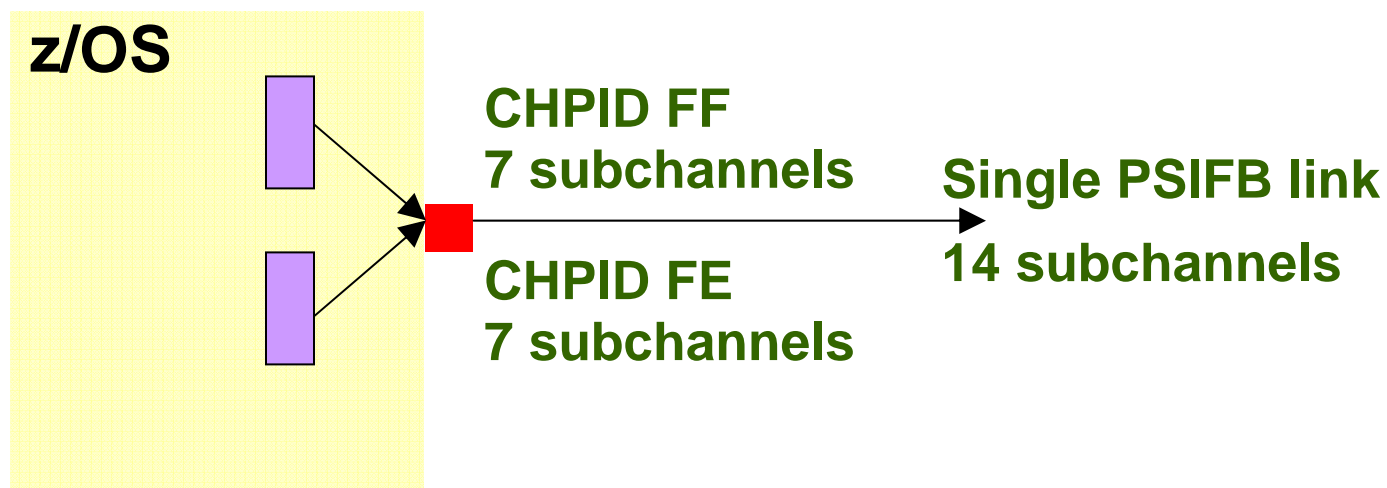 z/OS
CHPID FF
7 subchannels
Single PSIFB link
14 subchannels
CHPID FE
7 subchannels